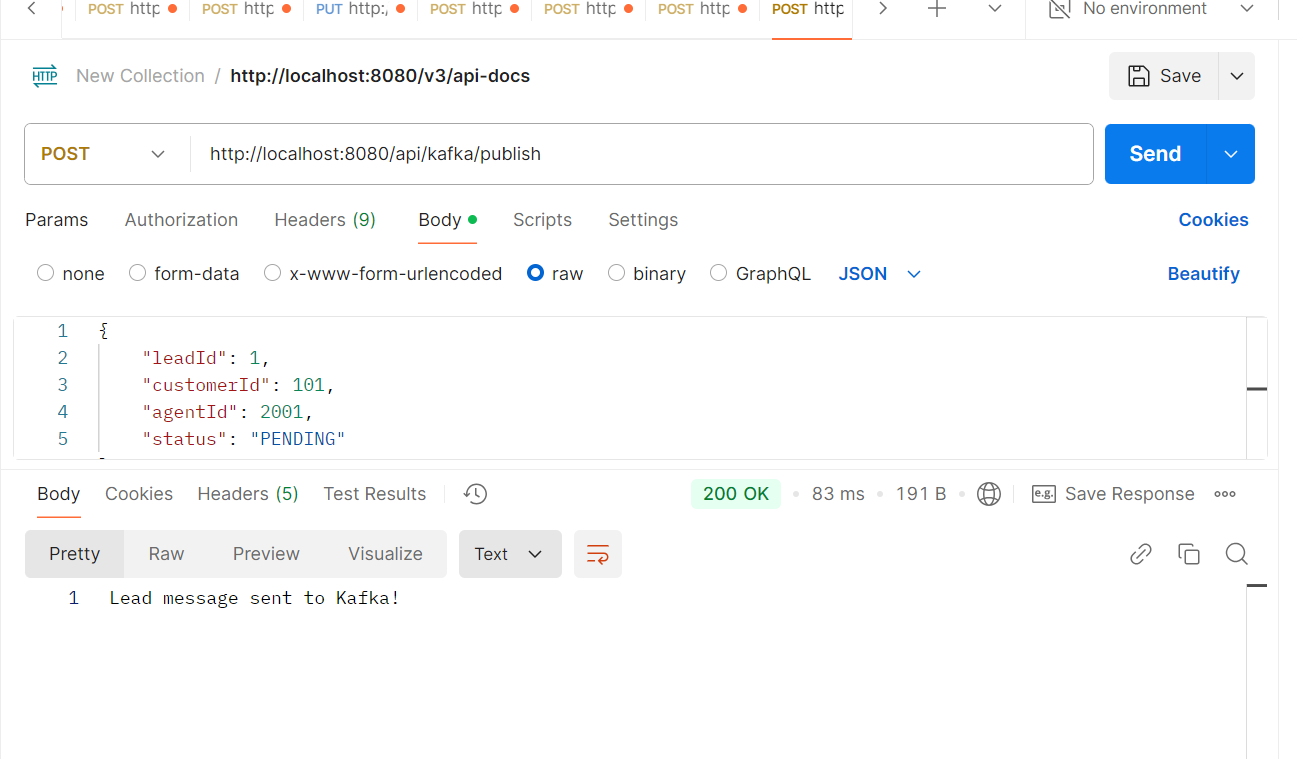 POST http POST http PUT http:/ POST http POST http POST http POST http No environment
HTTP New Collection / http://localhost:8080/v3/api-docs Save
POST http://localhost:8080/api/kafka/publish Send
Params Authorization Headers (9) Body Scripts Settings Cookies
none form-data x-www-form-urlencoded raw binary GraphQL JSON Beautify
1 {
2 "leadId": 1,
3 "customerId": 101,
4 "agentId": 2001,
5 "status": "PENDING"
Body Cookies Headers (5) Test Results 200 OK 83 ms 191 B e.g. Save Response
Pretty Raw Preview Visualize Text
1 Lead message sent to Kafka!